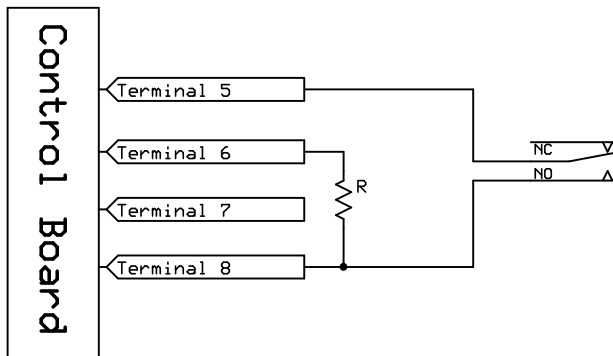 Control Board
Terminal 5
Terminal 6
Terminal 7
Terminal 8
R
NC
NO